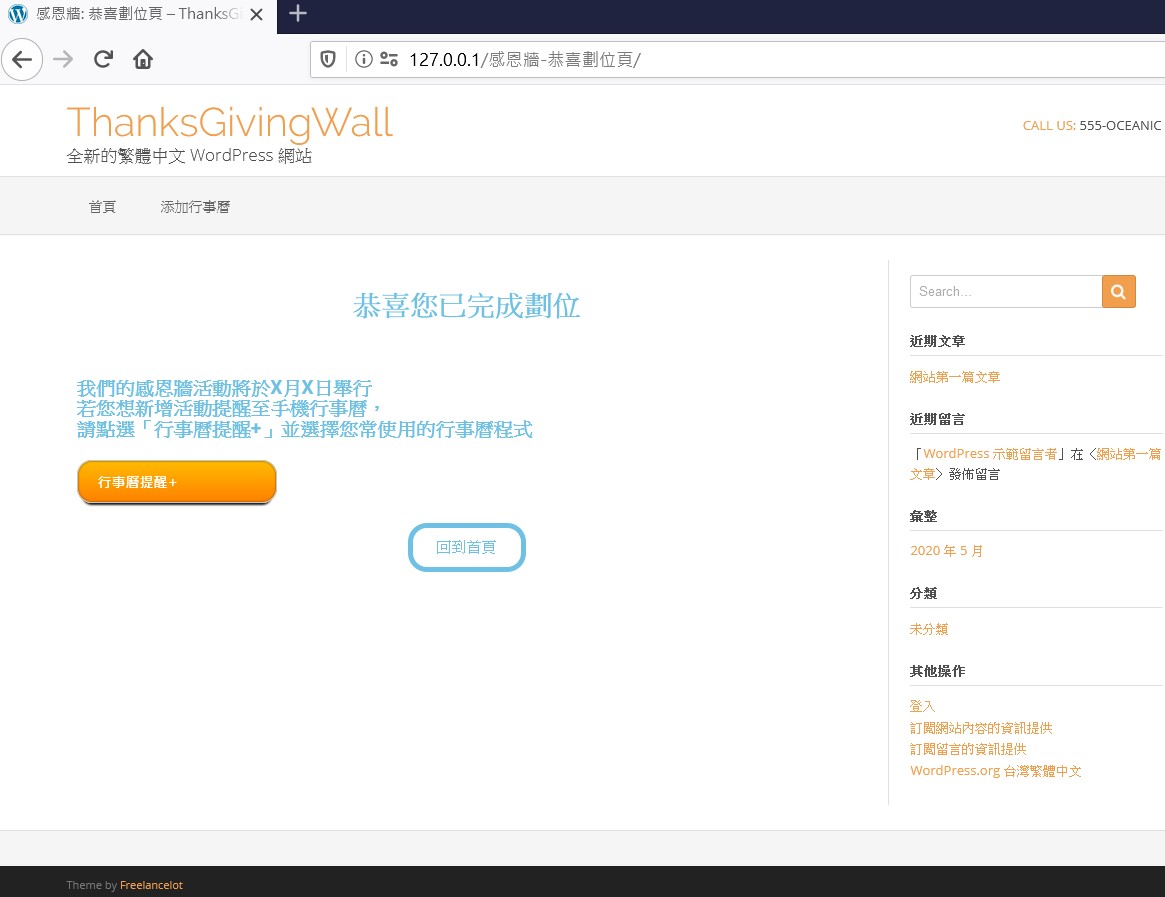 感恩牆: 恭喜劃位頁 – ThanksGi
127.0.0.1/感恩牆-恭喜劃位頁/
ThanksGivingWall
CALL US: 555-OCEANIC
全新的繁體中文 WordPress 網站
首頁 添加行事曆
恭喜您已完成劃位
我們的感恩牆活動將於X月X日舉行
若您想新增活動提醒至手機行事曆，
請點選「行事曆提醒+」並選擇您常使用的行事曆程式
行事曆提醒+
回到首頁
Search…
近期文章
網站第一篇文章
近期留言
「WordPress 示範留言者」在〈網站第一篇
文章〉發佈留言
彙整
2020 年 5 月
分類
未分類
其他操作
登入
訂閱網站內容的資訊提供
訂閱留言的資訊提供
WordPress.org 台灣繁體中文
Theme by Freelancelot